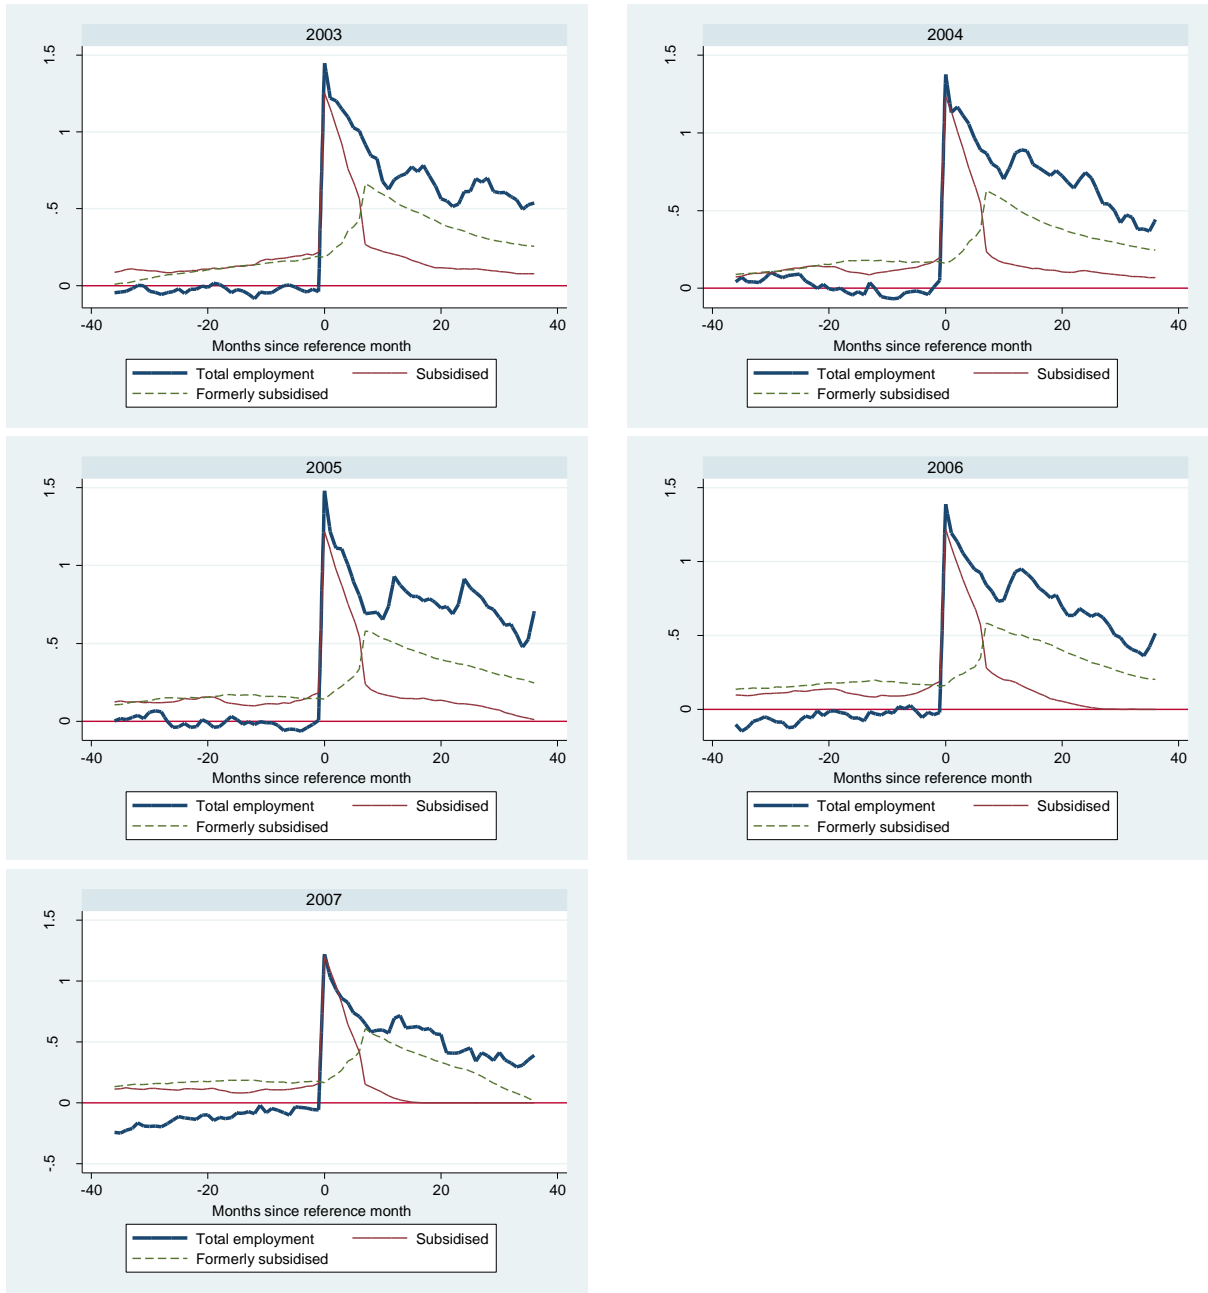 2003
1.5
1
.5
0
-40 -20 0 20 40
Months since reference month
Total employment Subsidised
Formerly subsidised
2004
1.5
1
.5
0
-40 -20 0 20 40
Months since reference month
Total employment Subsidised
Formerly subsidised
2005
1.5
1
.5
0
-40 -20 0 20 40
Months since reference month
Total employment Subsidised
Formerly subsidised
2006
1.5
1
.5
0
-40 -20 0 20 40
Months since reference month
Total employment Subsidised
Formerly subsidised
2007
1.5
1
.5
0
-.5
-40 -20 0 20 40
Months since reference month
Total employment Subsidised
Formerly subsidised